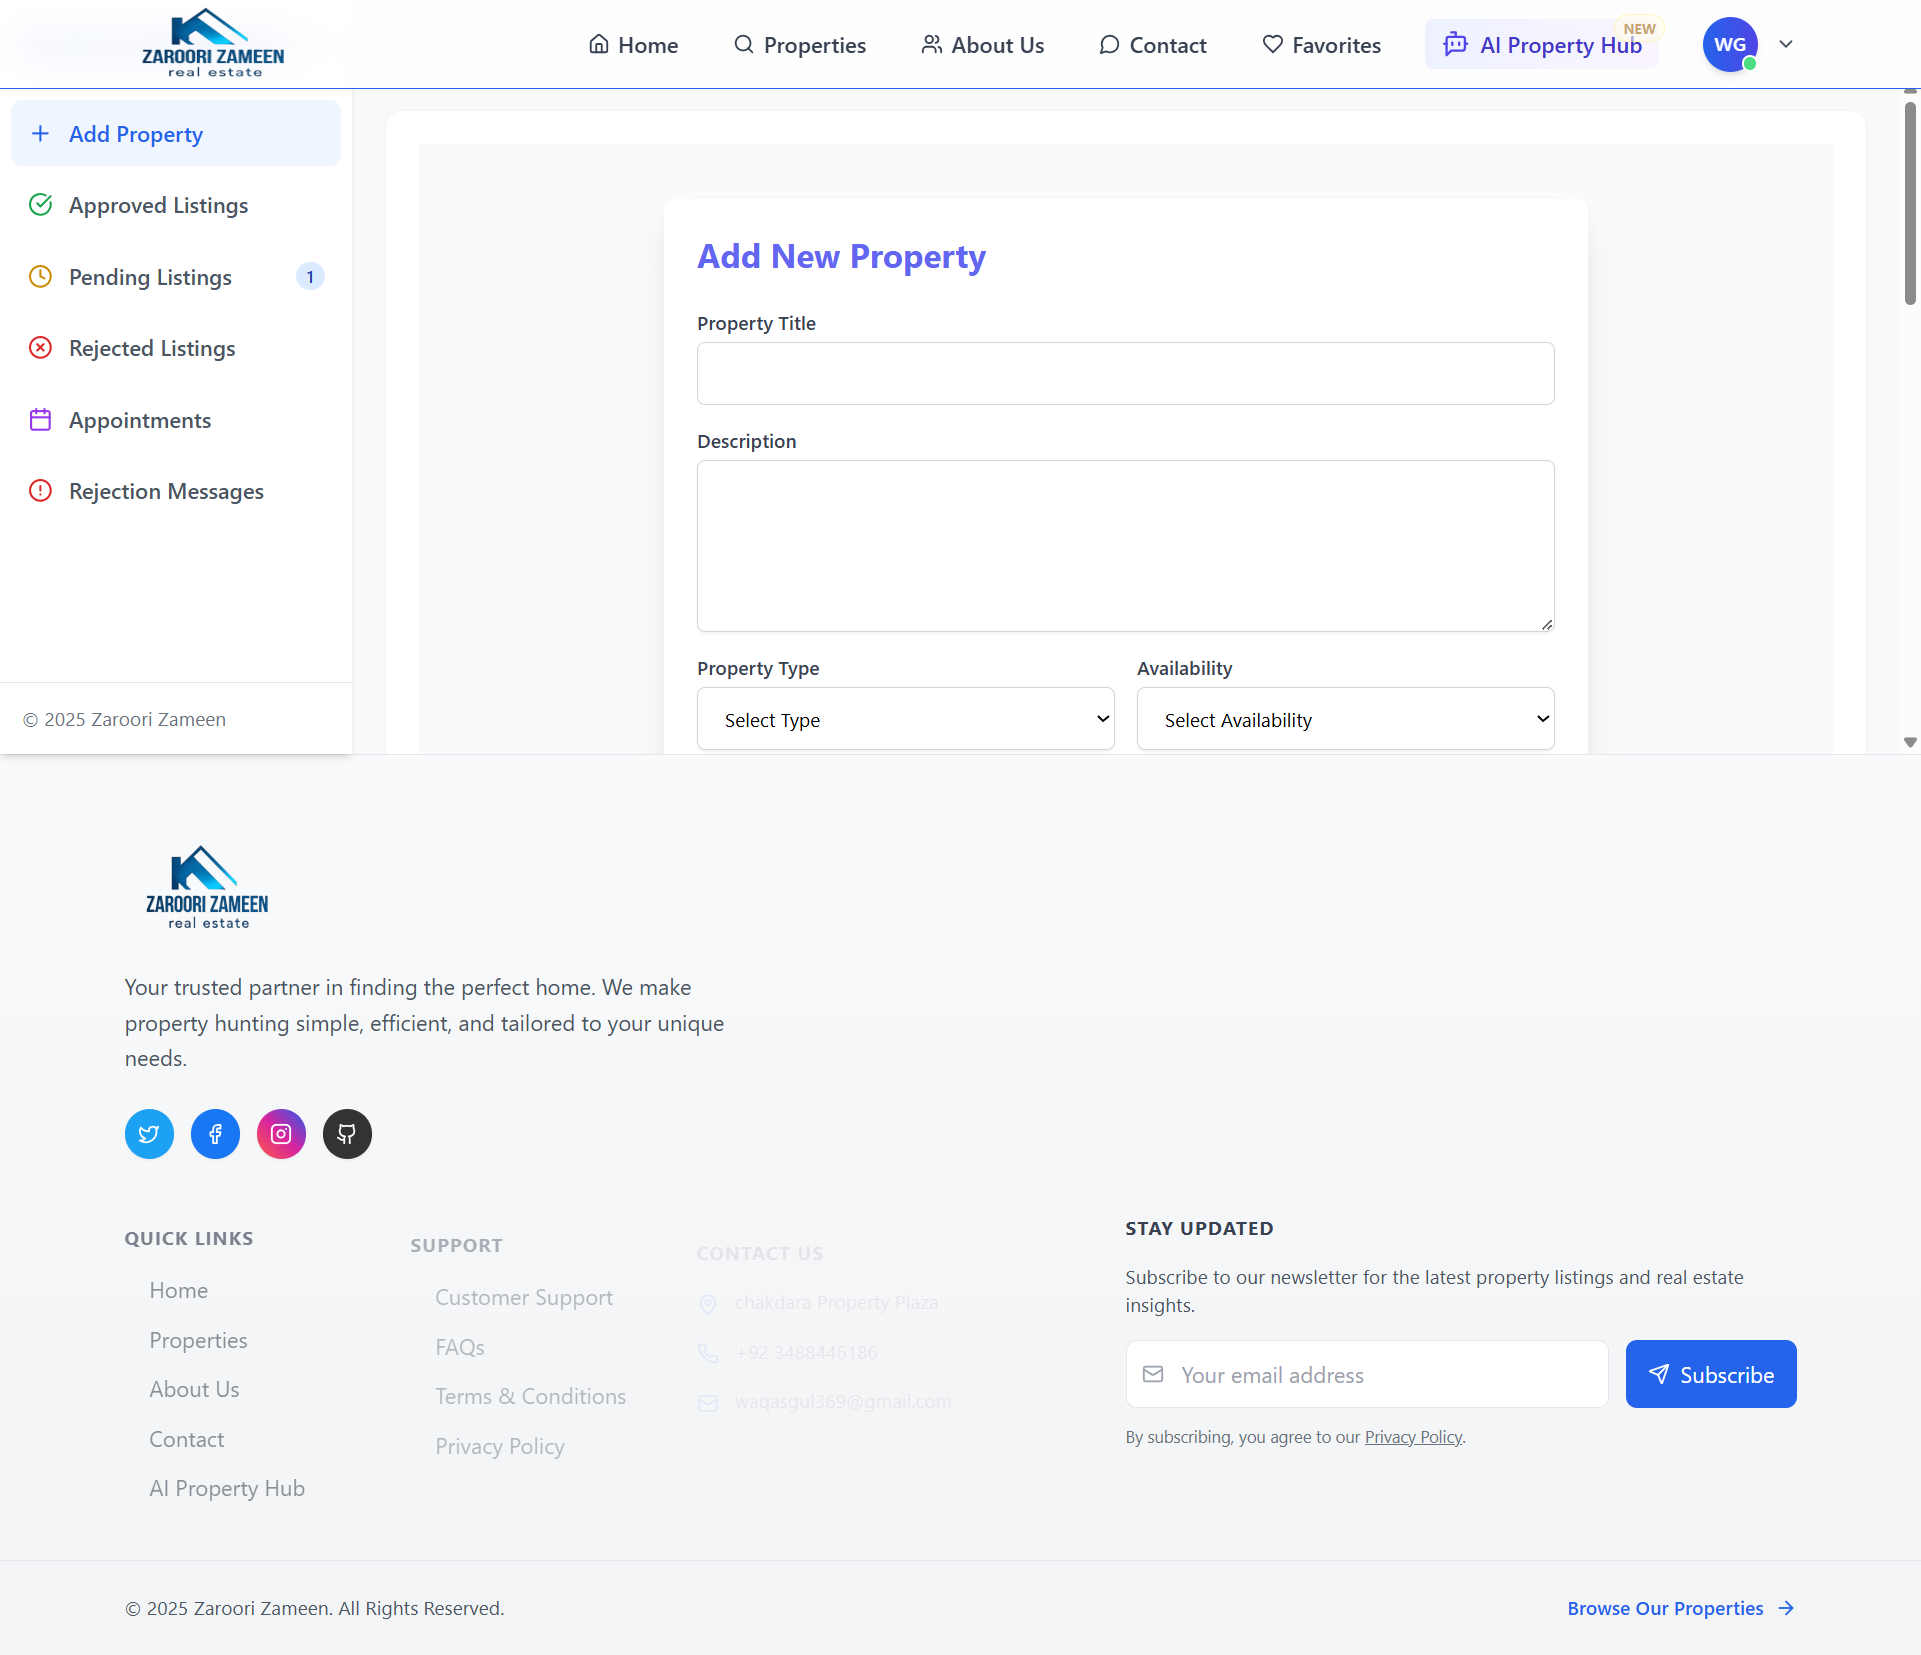 ZAROORI ZAMEEN
real estate
Home
Properties
About Us
Contact
Favorites
AI Property Hub
NEW
WG
Add Property
Approved Listings
Pending Listings
1
Rejected Listings
Appointments
Rejection Messages
© 2025 Zaroori Zameen
Add New Property
Property Title
Description
Property Type
Availability
Select Type
Select Availability
ZAROORI ZAMEEN
real estate
Your trusted partner in finding the perfect home. We make
property hunting simple, efficient, and tailored to your unique
needs.
QUICK LINKS
Home
Properties
About Us
Contact
AI Property Hub
SUPPORT
Customer Support
FAQs
Terms & Conditions
Privacy Policy
CONTACT US
chakdara Property Plaza
+92 3488446186
waqasgul369@gmail.com
STAY UPDATED
Subscribe to our newsletter for the latest property listings and real estate
insights.
Your email address
Subscribe
By subscribing, you agree to our Privacy Policy.
© 2025 Zaroori Zameen. All Rights Reserved.
Browse Our Properties